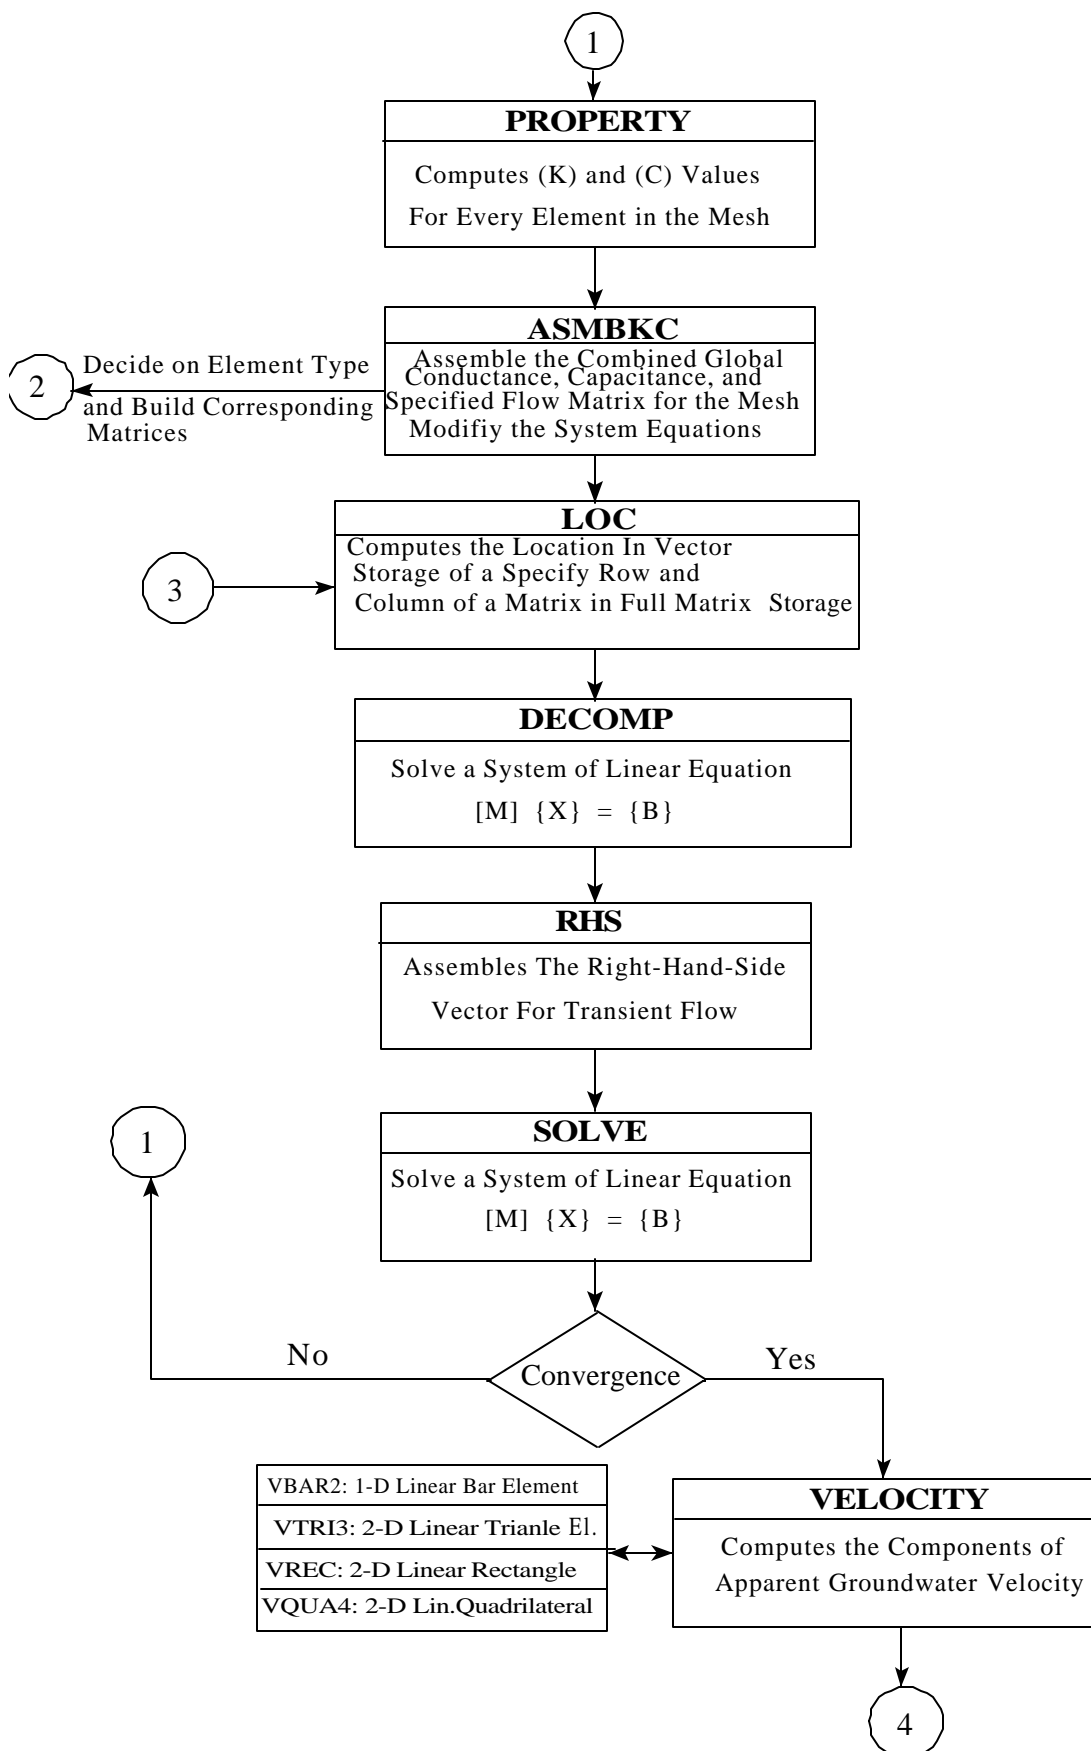 1
PROPERTY
Computes (K) and (C) Values
For Every Element in the Mesh
ASMBKC
Assemble the Combined Global
Conductance, Capacitance, and
Specified Flow Matrix for the Mesh
Modifiy the System Equations
2
Decide on Element Type
and Build Corresponding
Matrices
LOC
Computes the Location In Vector
Storage of a Specify Row and
Column of a Matrix in Full Matrix Storage
3
DECOMP
Solve a System of Linear Equation
[M] {X} = {B}
RHS
Assembles The Right-Hand-Side
Vector For Transient Flow
1
SOLVE
Solve a System of Linear Equation
[M] {X} = {B}
No
Convergence
Yes
VBAR2: 1-D Linear Bar Element
VTRI3: 2-D Linear Trianle El.
VREC: 2-D Linear Rectangle
VQUA4: 2-D Lin.Quadrilateral
VELOCITY
Computes the Components of
Apparent Groundwater Velocity
4